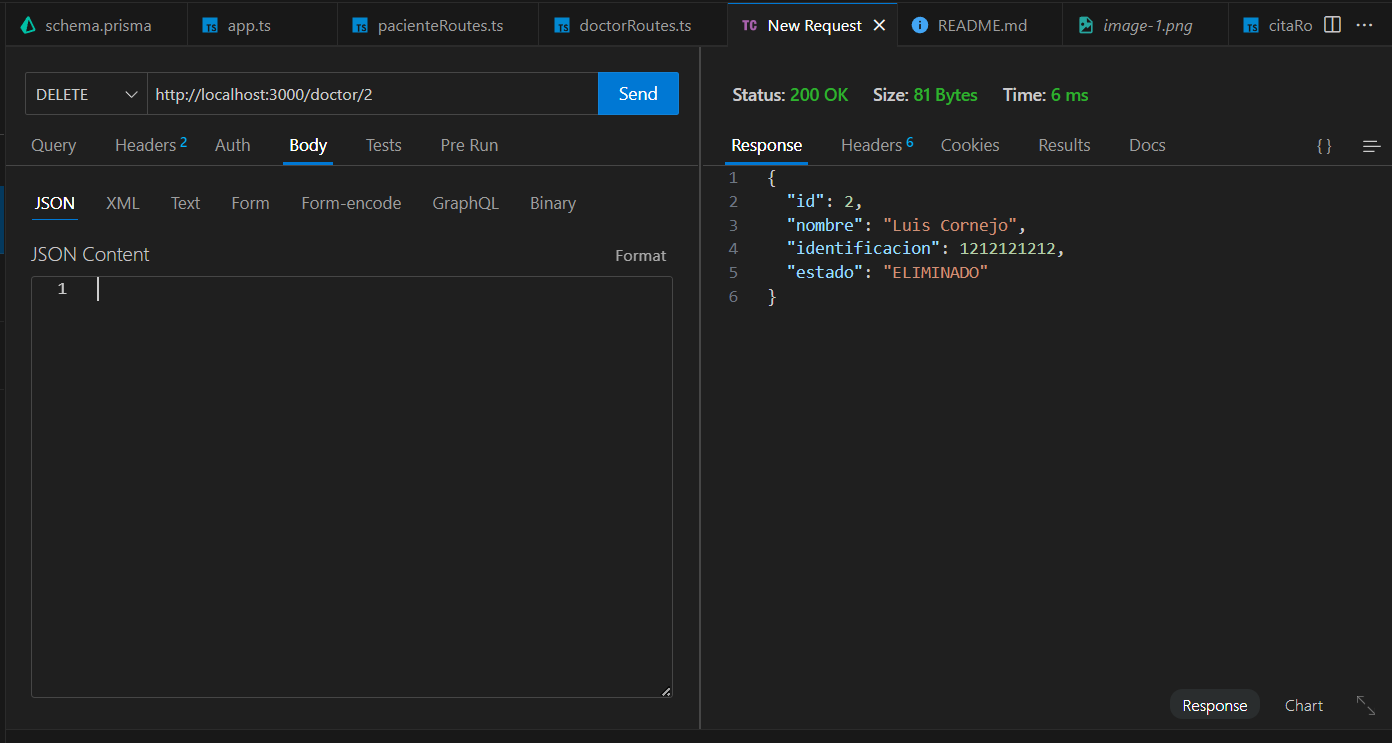 schema.prisma TS app.ts TS pacienteRoutes.ts TS doctorRoutes.ts TC New Request README.md image-1.png TS citaRo
DELETE http://localhost:3000/doctor/2 Send
Status: 200 OK Size: 81 Bytes Time: 6 ms
Query Headers 2 Auth Body Tests Pre Run
Response Headers 6 Cookies Results Docs { }
JSON XML Text Form Form-encode GraphQL Binary
JSON Content Format
1
1 {
2 "id": 2,
3 "nombre": "Luis Cornejo",
4 "identificacion": 1212121212,
5 "estado": "ELIMINADO"
6 }
Response Chart